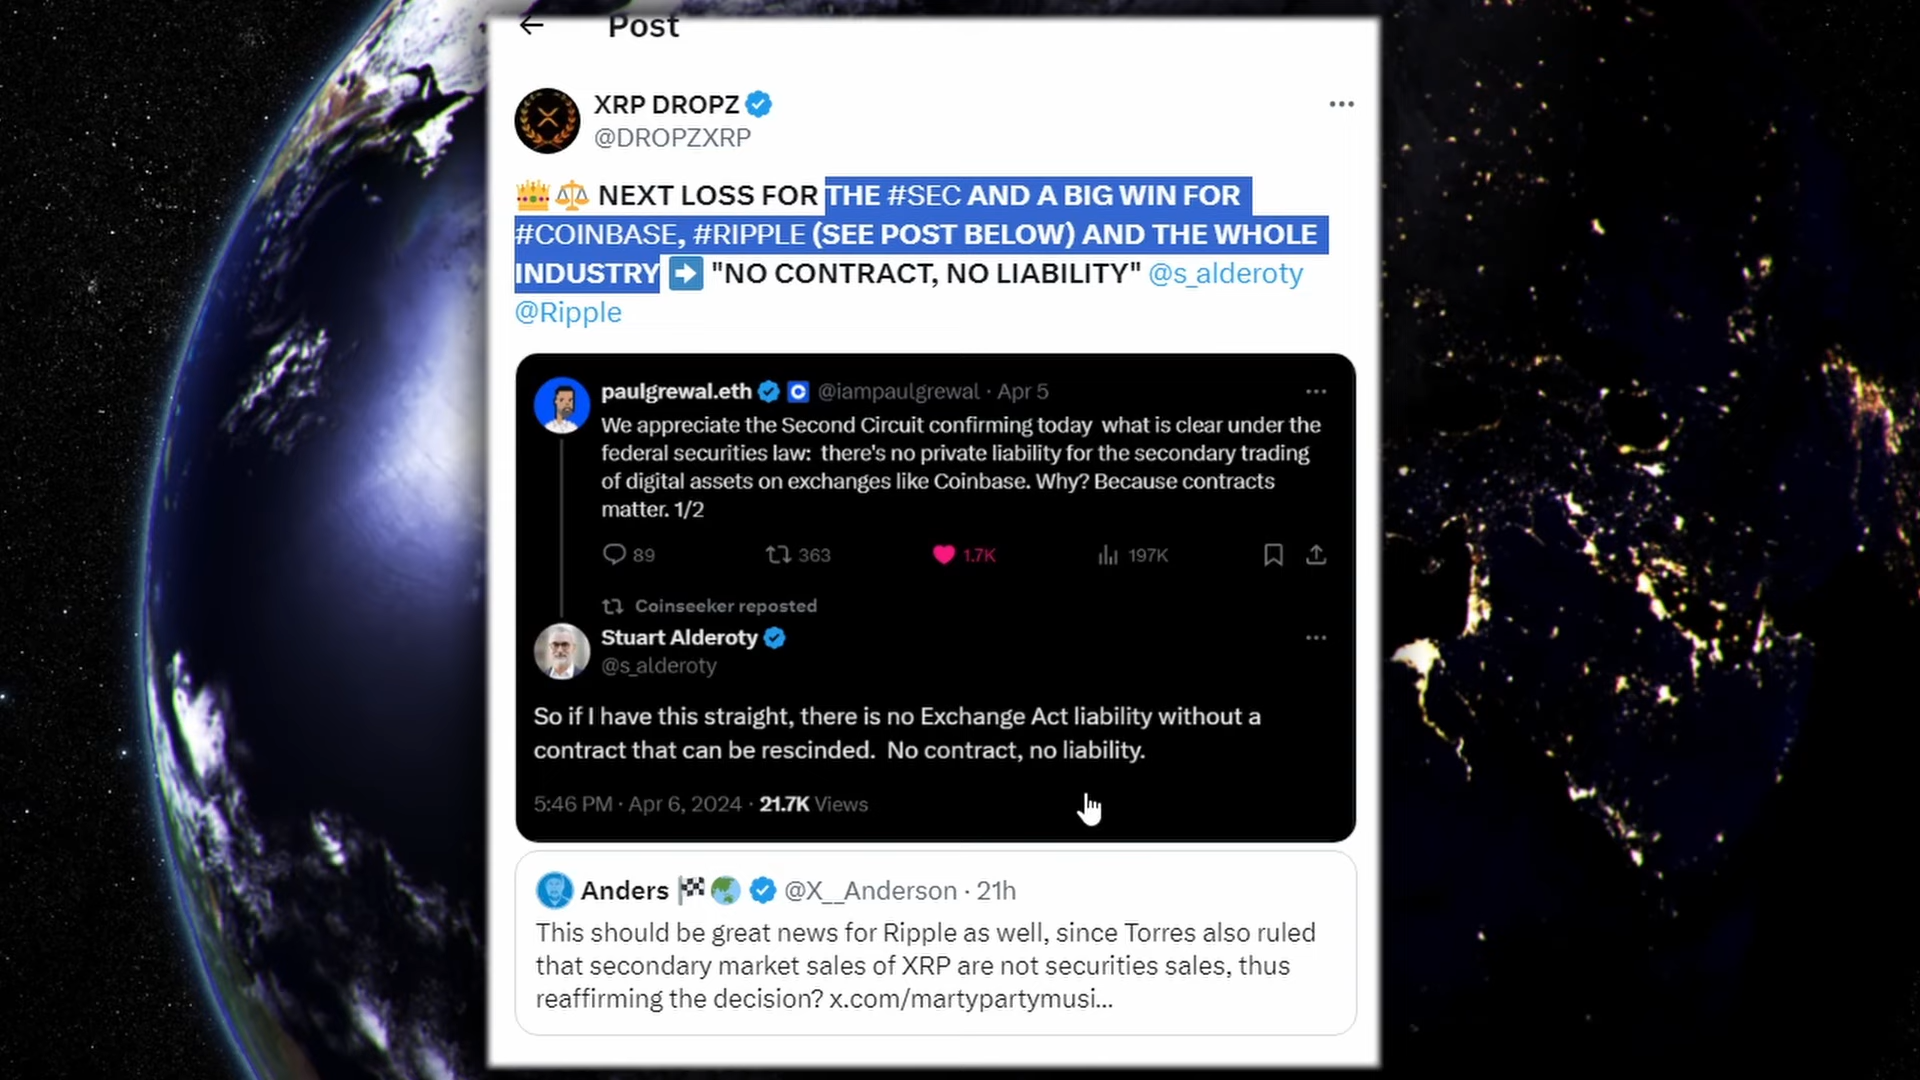 Post
XRP DROPZ
@DROPZXRP
👑⚖️ NEXT LOSS FOR THE #SEC AND A BIG WIN FOR
#COINBASE, #RIPPLE (SEE POST BELOW) AND THE WHOLE
INDUSTRY ➡️ "NO CONTRACT, NO LIABILITY" @s_alderoty
@Ripple
paulgrewal.eth @iampaulgrewal · Apr 5
We appreciate the Second Circuit confirming today what is clear under the
federal securities law: there's no private liability for the secondary trading
of digital assets on exchanges like Coinbase. Why? Because contracts
matter. 1/2
89 363 1.7K 197K
Coinseeker reposted
Stuart Alderoty
@s_alderoty
So if I have this straight, there is no Exchange Act liability without a
contract that can be rescinded. No contract, no liability.
5:46 PM · Apr 6, 2024 · 21.7K Views
Anders 🏁🌏 @X__Anderson · 21h
This should be great news for Ripple as well, since Torres also ruled
that secondary market sales of XRP are not securities sales, thus
reaffirming the decision? x.com/martypartymusi...